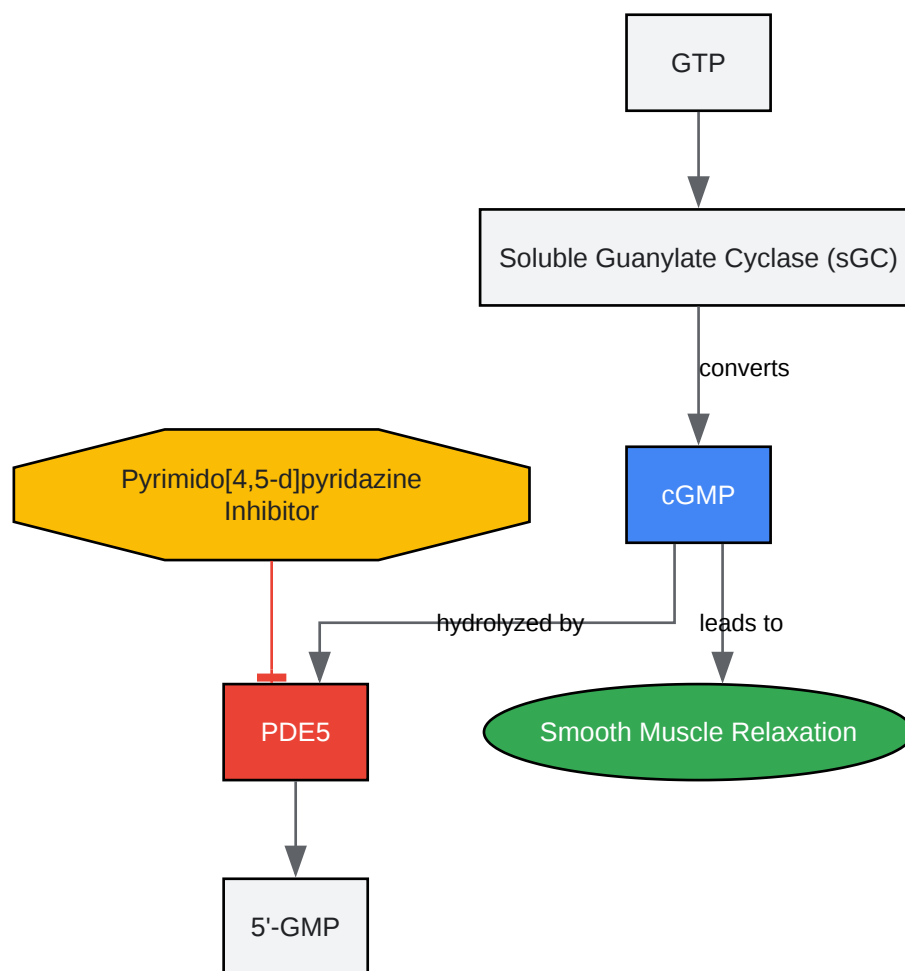 GTP
Soluble Guanylate Cyclase (sGC)
converts
Pyrimido[4,5-d]pyridazine
Inhibitor
cGMP
hydrolyzed by
leads to
PDE5
Smooth Muscle Relaxation
5'-GMP